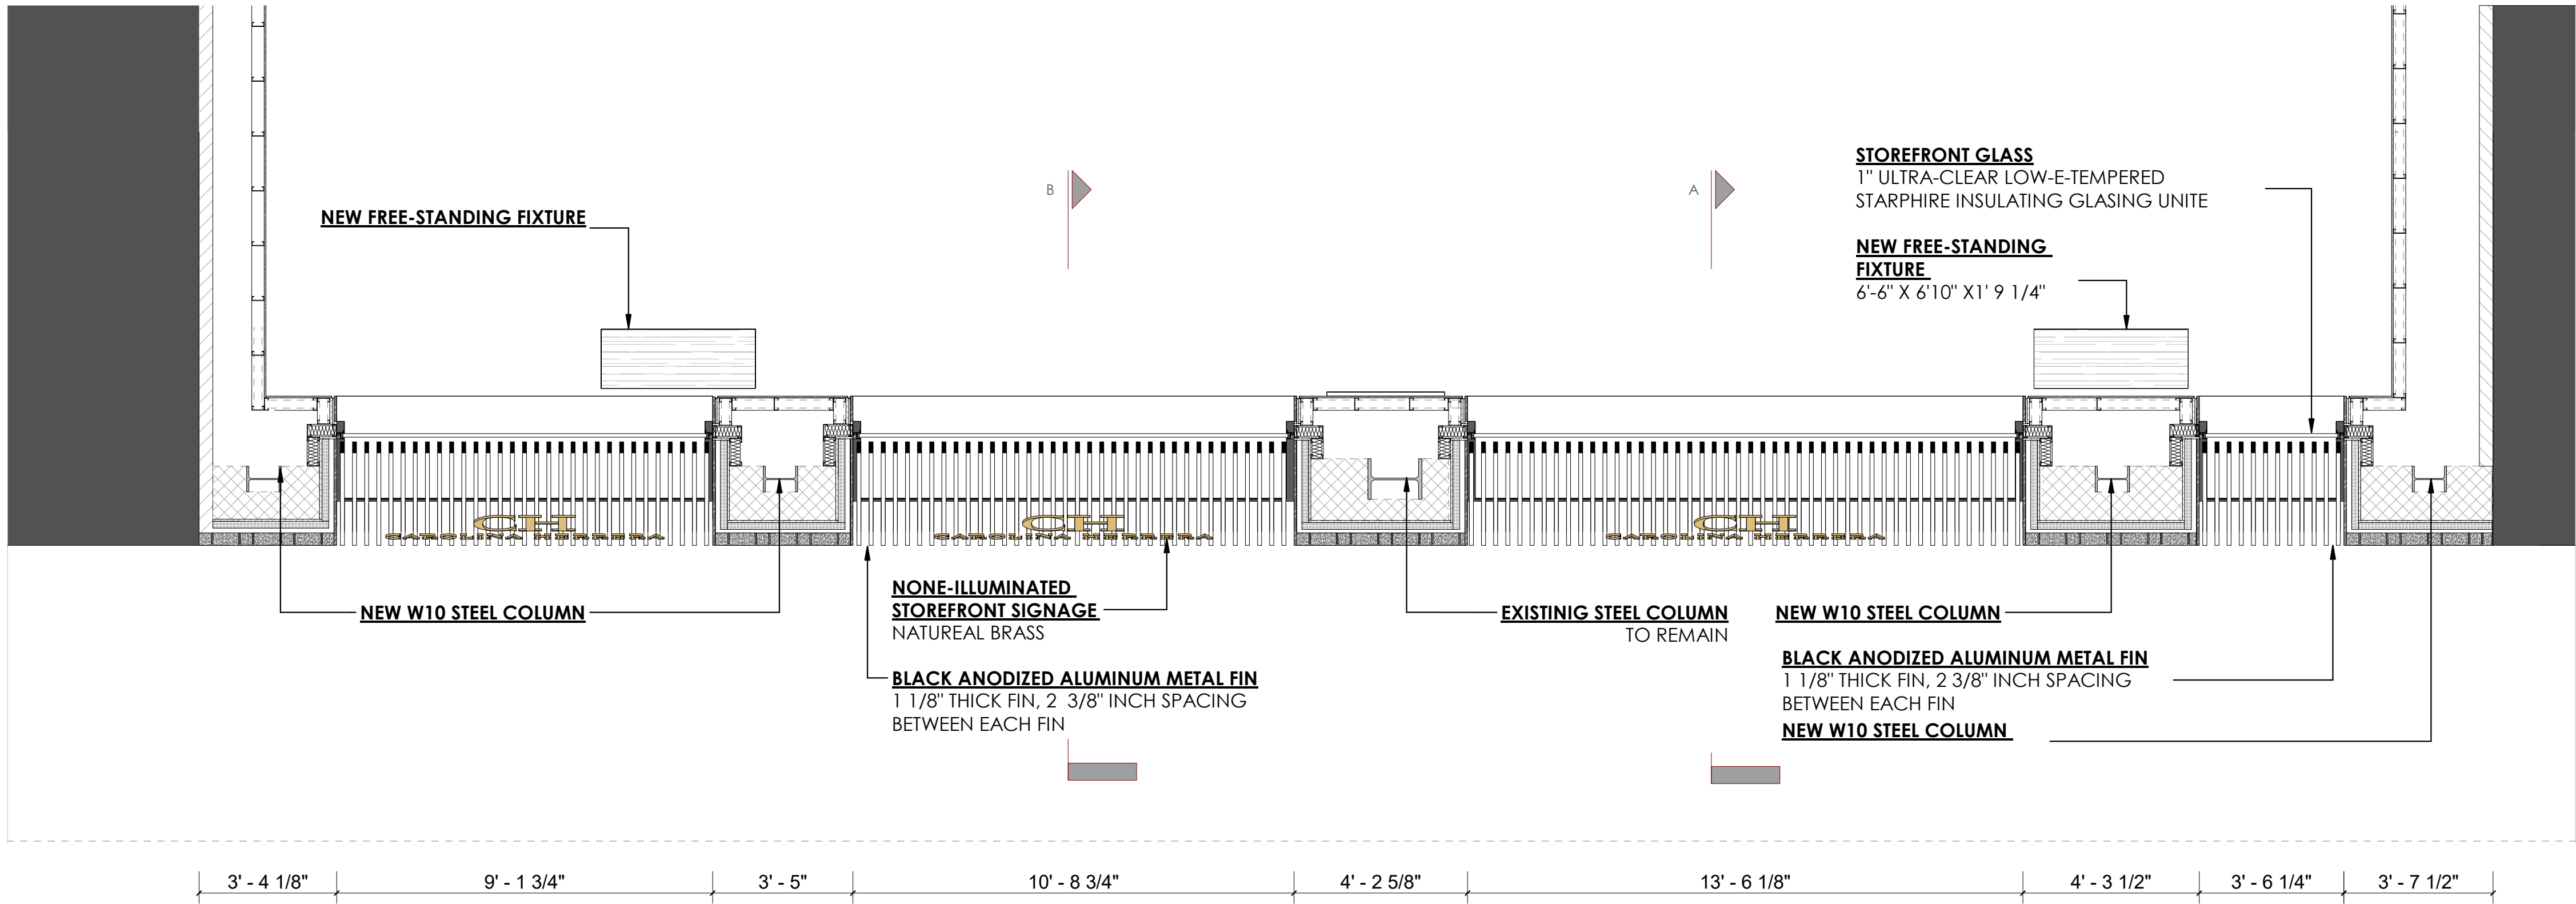 B
A
STOREFRONT GLASS
1" ULTRA-CLEAR LOW-E-TEMPERED
STARPHIRE INSULATING GLASING UNITE
NEW FREE-STANDING FIXTURE
NEW FREE-STANDING
FIXTURE
6'-6" X 6'10" X1' 9 1/4"
CH
CAROLINA HERRERA
CH
CAROLINA HERRERA
CH
CAROLINA HERRERA
NEW W10 STEEL COLUMN
NONE-ILLUMINATED
STOREFRONT SIGNAGE
NATUREAL BRASS
BLACK ANODIZED ALUMINUM METAL FIN
1 1/8" THICK FIN, 2 3/8" INCH SPACING
BETWEEN EACH FIN
EXISTINIG STEEL COLUMN
TO REMAIN
NEW W10 STEEL COLUMN
BLACK ANODIZED ALUMINUM METAL FIN
1 1/8" THICK FIN, 2 3/8" INCH SPACING
BETWEEN EACH FIN
NEW W10 STEEL COLUMN
3' - 4 1/8" 9' - 1 3/4" 3' - 5" 10' - 8 3/4" 4' - 2 5/8" 13' - 6 1/8" 4' - 3 1/2" 3' - 6 1/4" 3' - 7 1/2"